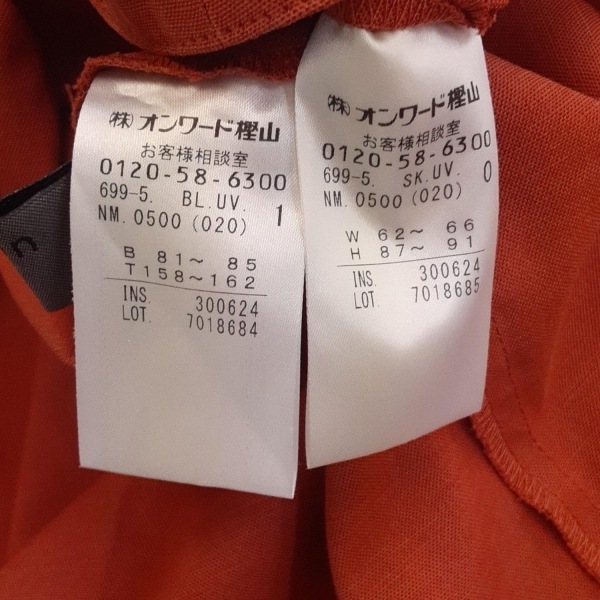 (株)オンワード樫山
お客様相談室
0120-58-6300
699-5. BL.UV.
NM. 0500 (020) 1
B 81～ 85
T158～162
INS. 300624
LOT. 7018684
(株)オンワード樫山
お客様相談室
0120-58-6300
699-5. SK.UV. 0
NM. 0500 (020)
W 62～ 66
H 87～ 91
INS. 300624
LOT. 7018685